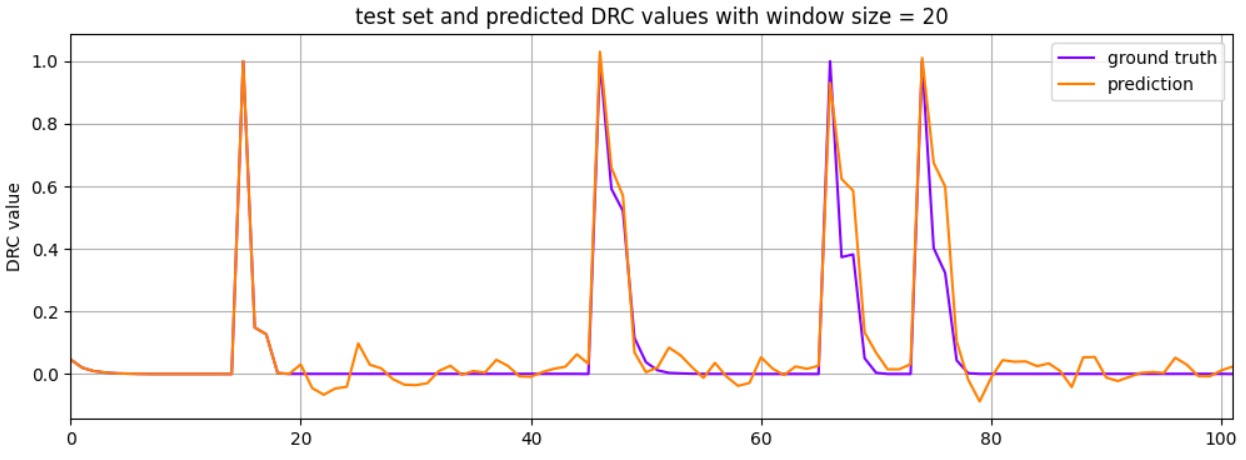 test set and predicted DRC values with window size = 20
ground truth
prediction
DRC value
1.0
0.8
0.6
0.4
0.2
0.0
0 20 40 60 80 100